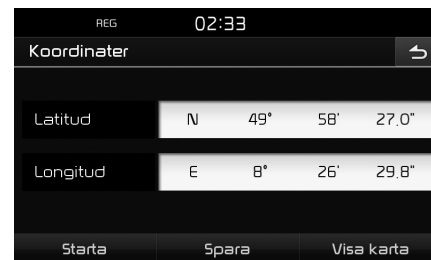 REG 02:33
Koordinater
Latitud N 49° 58' 27.0"
Longitud E 8° 26' 29.8"
Starta Spara Visa karta